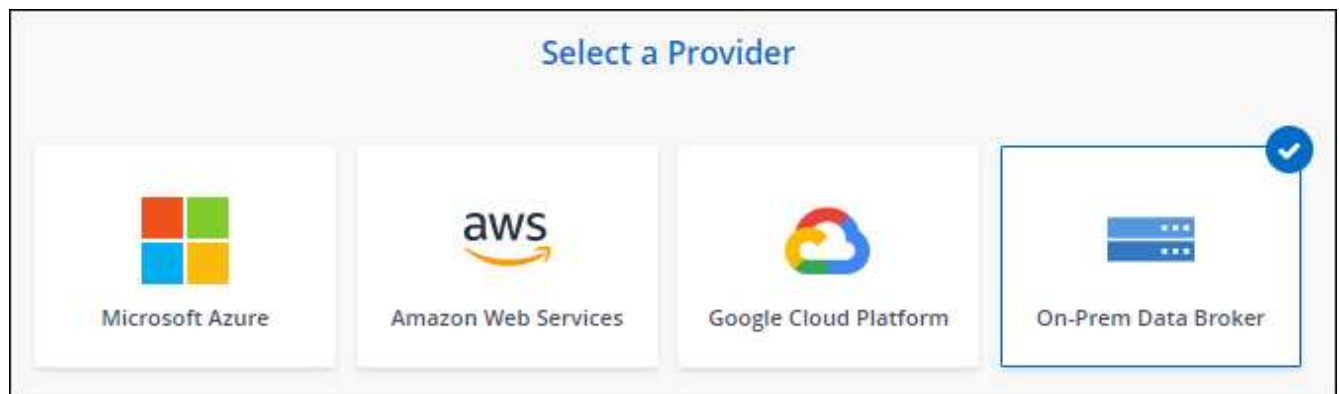 Select a Provider
aws
Microsoft Azure
Amazon Web Services
Google Cloud Platform
On-Prem Data Broker